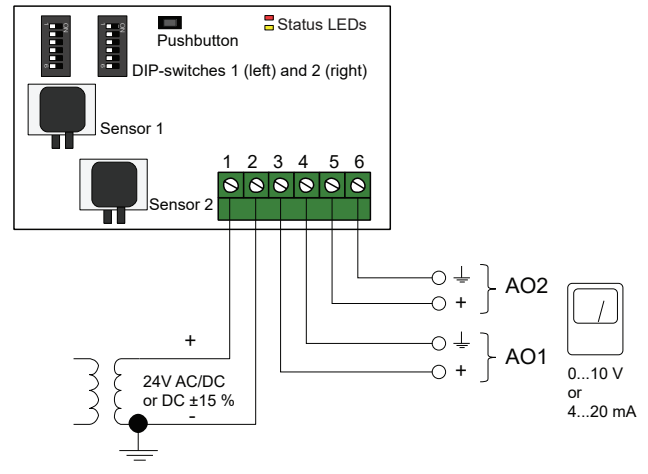 Status LEDs
Pushbutton
DIP-switches 1 (left) and 2 (right)
Sensor 1
Sensor 2
1 2 3 4 5 6
+
AO2
+
AO1
+
24V AC/DC
or DC ±15 %
-
0...10 V
or
4...20 mA